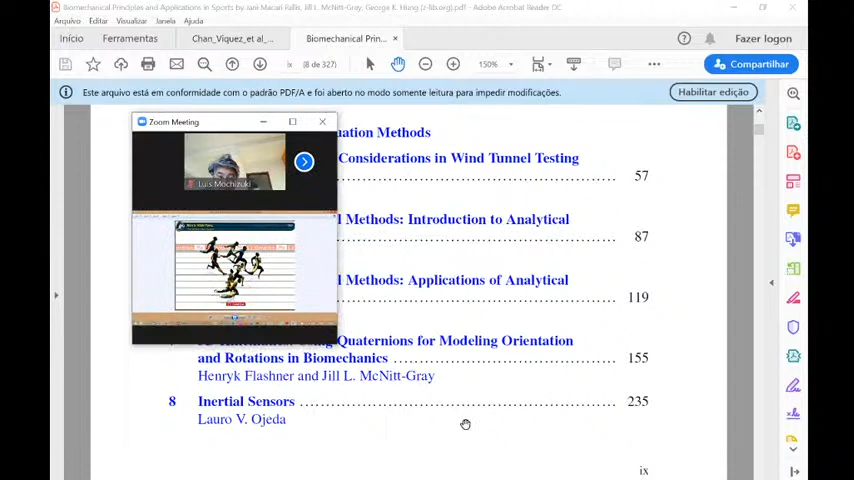 Biomechanical Principles and Applications in Sports by Jani Macari Pallis, Jill L. McNitt-Gray, George K. Hung (z-lib.org).pdf - Adobe Acrobat Reader DC
Arquivo Editar Visualizar Janela Ajuda
Início Ferramentas Chan_Viquez_et al_... Biomechanical Prin... × Fazer logon
ix (8 de 327) 150% Compartilhar
Este arquivo está em conformidade com o padrão PDF/A e foi aberto no modo somente leitura para impedir modificações. Habilitar edição
Zoom Meeting
Luis Mochizuki
uation Methods
Considerations in Wind Tunnel Testing
57
l Methods: Introduction to Analytical
87
l Methods: Applications of Analytical
119
Quaternions for Modeling Orientation
and Rotations in Biomechanics 155
Henryk Flashner and Jill L. McNitt-Gray
8 Inertial Sensors 235
Lauro V. Ojeda
ix